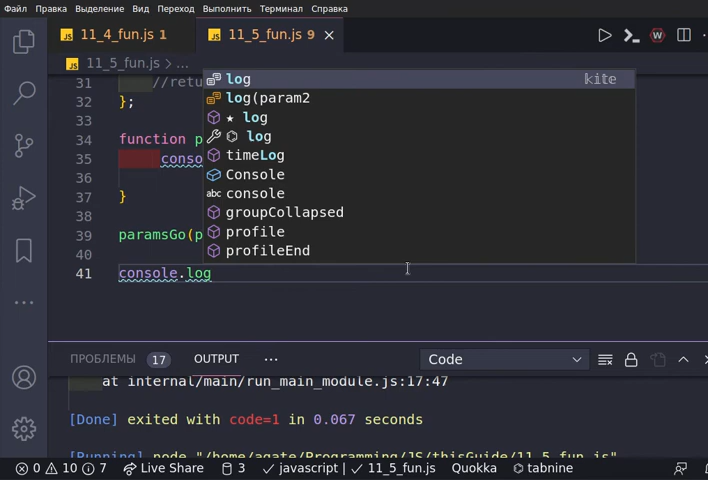 Файл Правка Выделение Вид Переход Выполнить Терминал Справка
JS 11_4_fun.js 1
JS 11_5_fun.js 9
JS 11_5_fun.js > ...
31 //retu
32 };
33
34 function p
35 conso
36
37 }
38
39 paramsGo(p
40
41 console.log
log kite
log(param2
★ log
log
timeLog
Console
abc console
groupCollapsed
profile
profileEnd
ПРОБЛЕМЫ 17 OUTPUT ... Code
at internal/main/run_main_module.js:17:47
[Done] exited with code=1 in 0.067 seconds
[Running] node "/home/agate/Programming/JS/thisGuide/11_5_fun.js"
0 10 7 Live Share 3 ✓ javascript | ✓ 11_5_fun.js Quokka tabnine